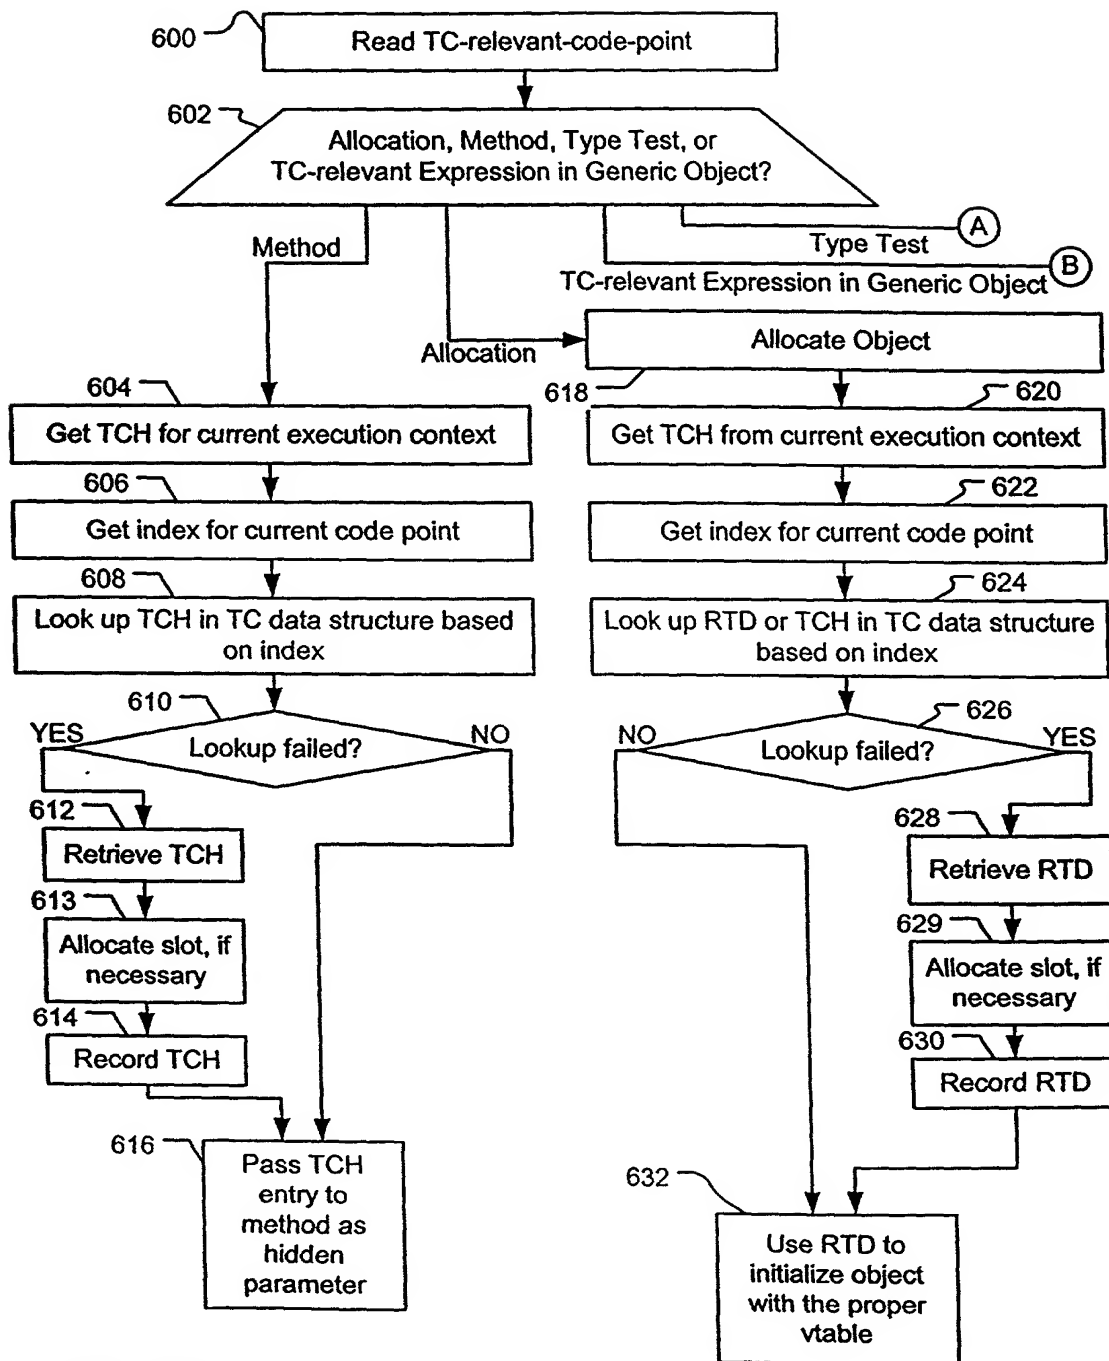 600
Read TC-relevant-code-point
602
Allocation, Method, Type Test, or
TC-relevant Expression in Generic Object?
Method
Allocation
Type Test
A
TC-relevant Expression in Generic Object
B
604
Get TCH for current execution context
606
Get index for current code point
608
Look up TCH in TC data structure based
on index
610
YES
Lookup failed?
NO
612
Retrieve TCH
613
Allocate slot, if
necessary
614
Record TCH
616
Pass TCH
entry to
method as
hidden
parameter
Allocate Object
618
620
Get TCH from current execution context
622
Get index for current code point
624
Look up RTD or TCH in TC data structure
based on index
626
NO
Lookup failed?
YES
628
Retrieve RTD
629
Allocate slot, if
necessary
630
Record RTD
632
Use RTD to
initialize object
with the proper
vtable